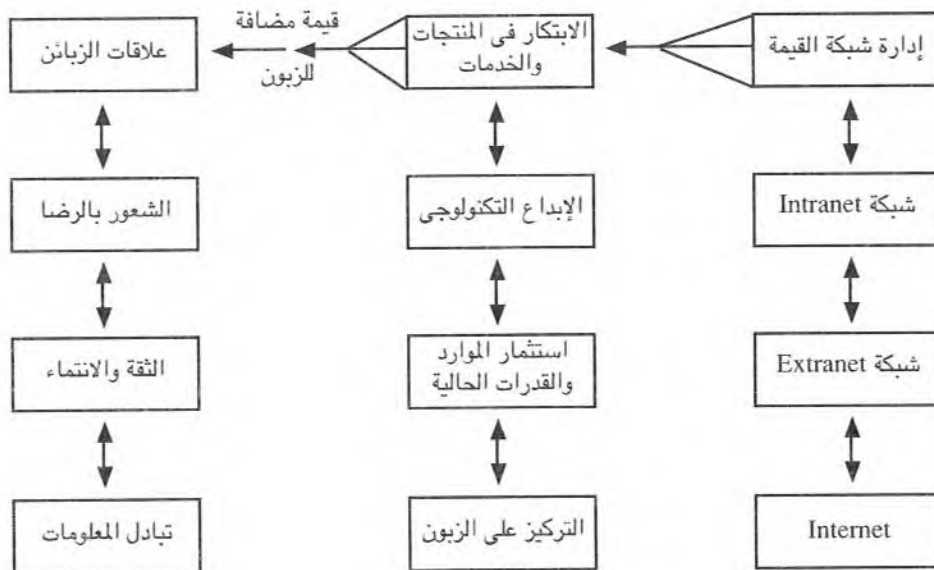 إدارة شبكة القيمة
الابتكار فى المنتجات
والخدمات
قيمة مضافة
للزبون
علاقات الزبائن
شبكة Intranet
الإبداع التكنولوجى
الشعور بالرضا
شبكة Extranet
استثمار الموارد
والقدرات الحالية
الثقة والانتماء
Internet
التركيز على الزبون
تبادل المعلومات